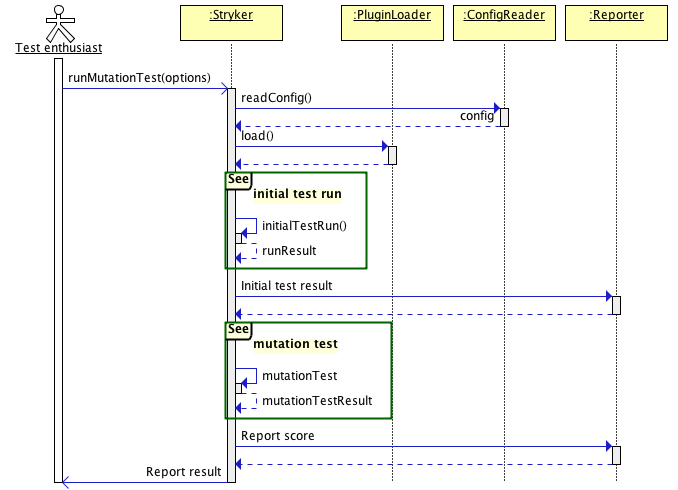 Test enthusiast
:Stryker
:PluginLoader
:ConfigReader
:Reporter
runMutationTest(options)
readConfig()
config
load()
See
initial test run
initialTestRun()
runResult
Initial test result
See
mutation test
mutationTest
mutationTestResult
Report score
Report result